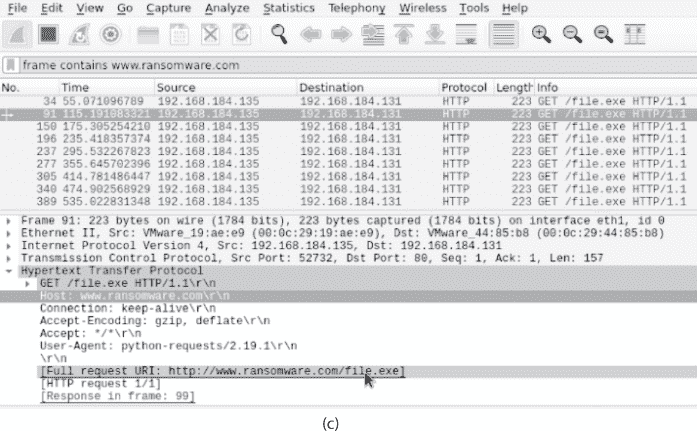 File Edit View Go Capture Analyze Statistics Telephony Wireless Tools Help
frame contains www.ransomware.com
No. Time Source Destination Protocol Length Info
34 55.071096789 192.168.184.135 192.168.184.131 HTTP 223 GET /file.exe HTTP/1.1
91 115.191083321 192.168.184.135 192.168.184.131 HTTP 223 GET /file.exe HTTP/1.1
150 175.305254210 192.168.184.135 192.168.184.131 HTTP 223 GET /file.exe HTTP/1.1
196 235.418357374 192.168.184.135 192.168.184.131 HTTP 223 GET /file.exe HTTP/1.1
237 295.532267823 192.168.184.135 192.168.184.131 HTTP 223 GET /file.exe HTTP/1.1
277 355.645702396 192.168.184.135 192.168.184.131 HTTP 223 GET /file.exe HTTP/1.1
305 414.781486447 192.168.184.135 192.168.184.131 HTTP 223 GET /file.exe HTTP/1.1
340 474.902568929 192.168.184.135 192.168.184.131 HTTP 223 GET /file.exe HTTP/1.1
389 535.022831348 192.168.184.135 192.168.184.131 HTTP 223 GET /file.exe HTTP/1.1
Frame 91: 223 bytes on wire (1784 bits), 223 bytes captured (1784 bits) on interface eth1, id 0
Ethernet II, Src: VMware_19:ae:e9 (00:0c:29:19:ae:e9), Dst: VMware_44:85:b8 (00:0c:29:44:85:b8)
Internet Protocol Version 4, Src: 192.168.184.135, Dst: 192.168.184.131
Transmission Control Protocol, Src Port: 52732, Dst Port: 80, Seq: 1, Ack: 1, Len: 157
Hypertext Transfer Protocol
GET /file.exe HTTP/1.1\r\n
Host: www.ransomware.com\r\n
Connection: keep-alive\r\n
Accept-Encoding: gzip, deflate\r\n
Accept: */*\r\n
User-Agent: python-requests/2.19.1\r\n
\r\n
[Full request URI: http://www.ransomware.com/file.exe]
[HTTP request 1/1]
[Response in frame: 99]
(c)